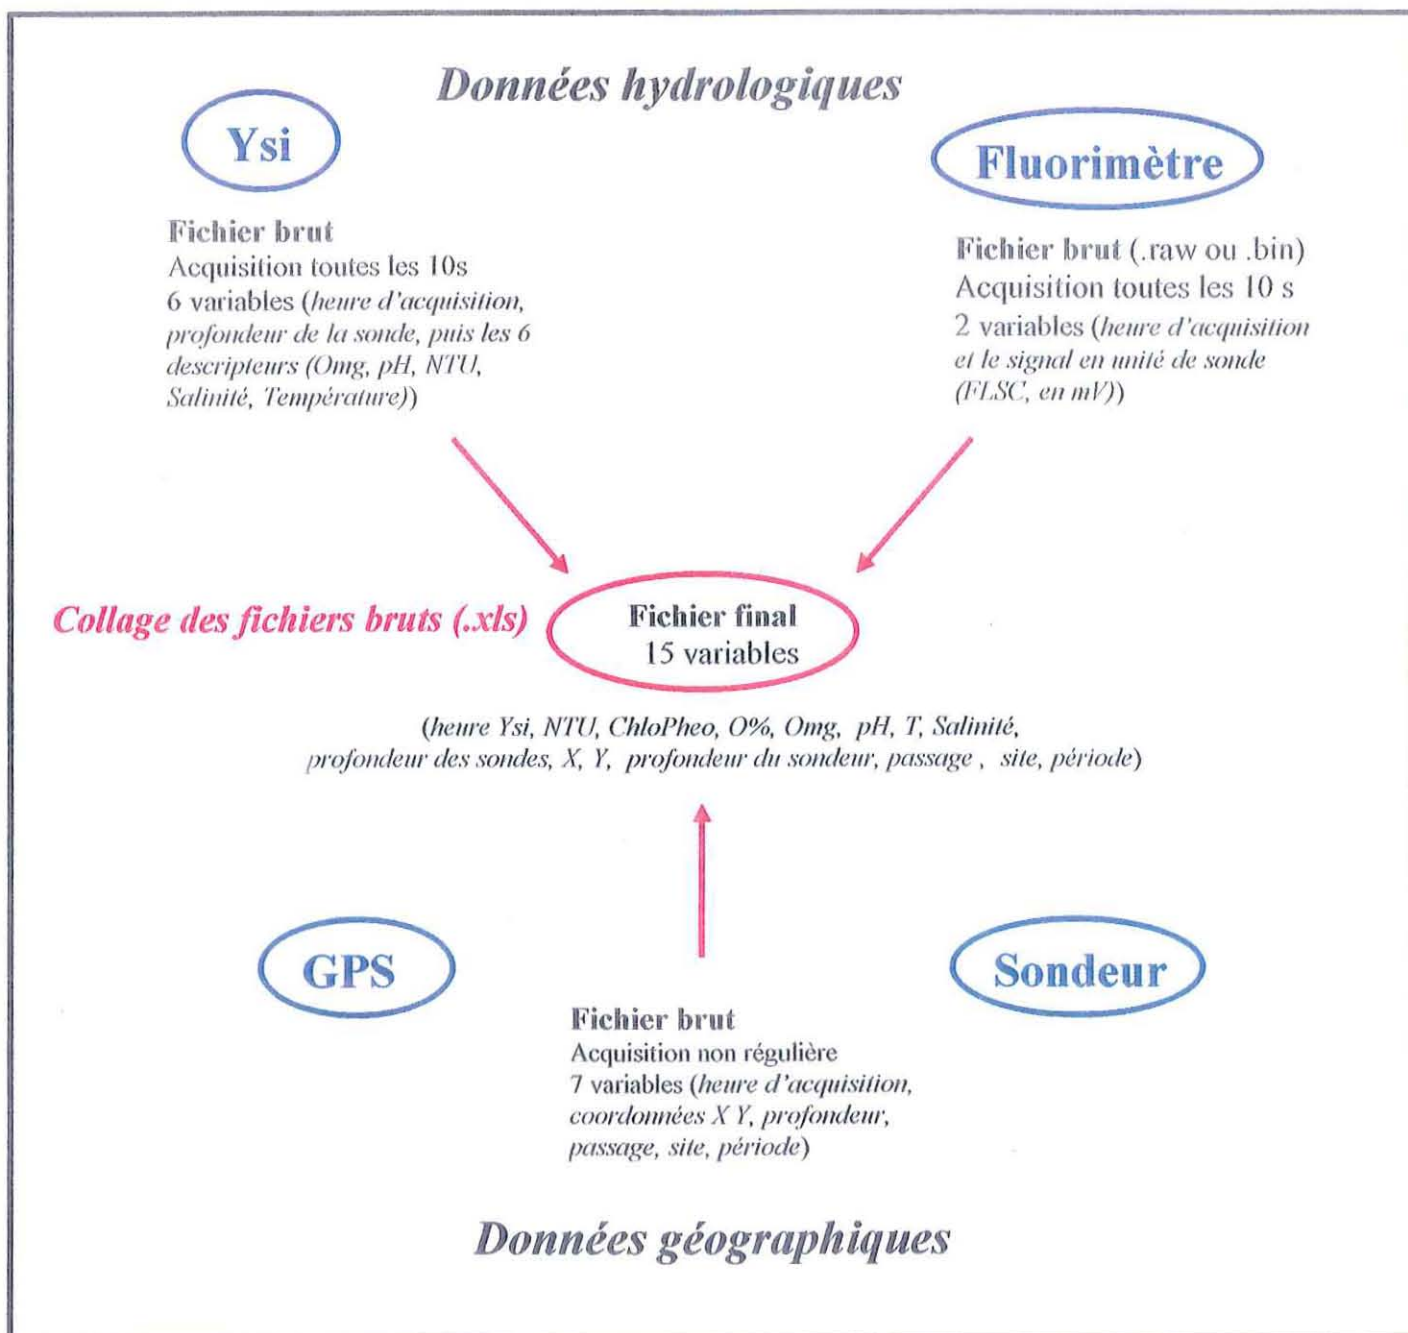 Données hydrologiques
Ysi
Fichier brut
Acquisition toutes les 10s
6 variables (heure d'acquisition,
profondeur de la sonde, puis les 6
descripteurs (Omg, pH, NTU,
Salinité, Température))
Fluorimètre
Fichier brut (.raw ou .bin)
Acquisition toutes les 10 s
2 variables (heure d'acquisition
et le signal en unité de sonde
(FLSC, en mV))
Collage des fichiers bruts (.xls)
Fichier final
15 variables
(heure Ysi, NTU, ChloPheo, O%, Omg, pH, T, Salinité,
profondeur des sondes, X, Y, profondeur du sondeur, passage , site, période)
GPS
Sondeur
Fichier brut
Acquisition non régulière
7 variables (heure d'acquisition,
coordonnées X Y, profondeur,
passage, site, période)
Données géographiques